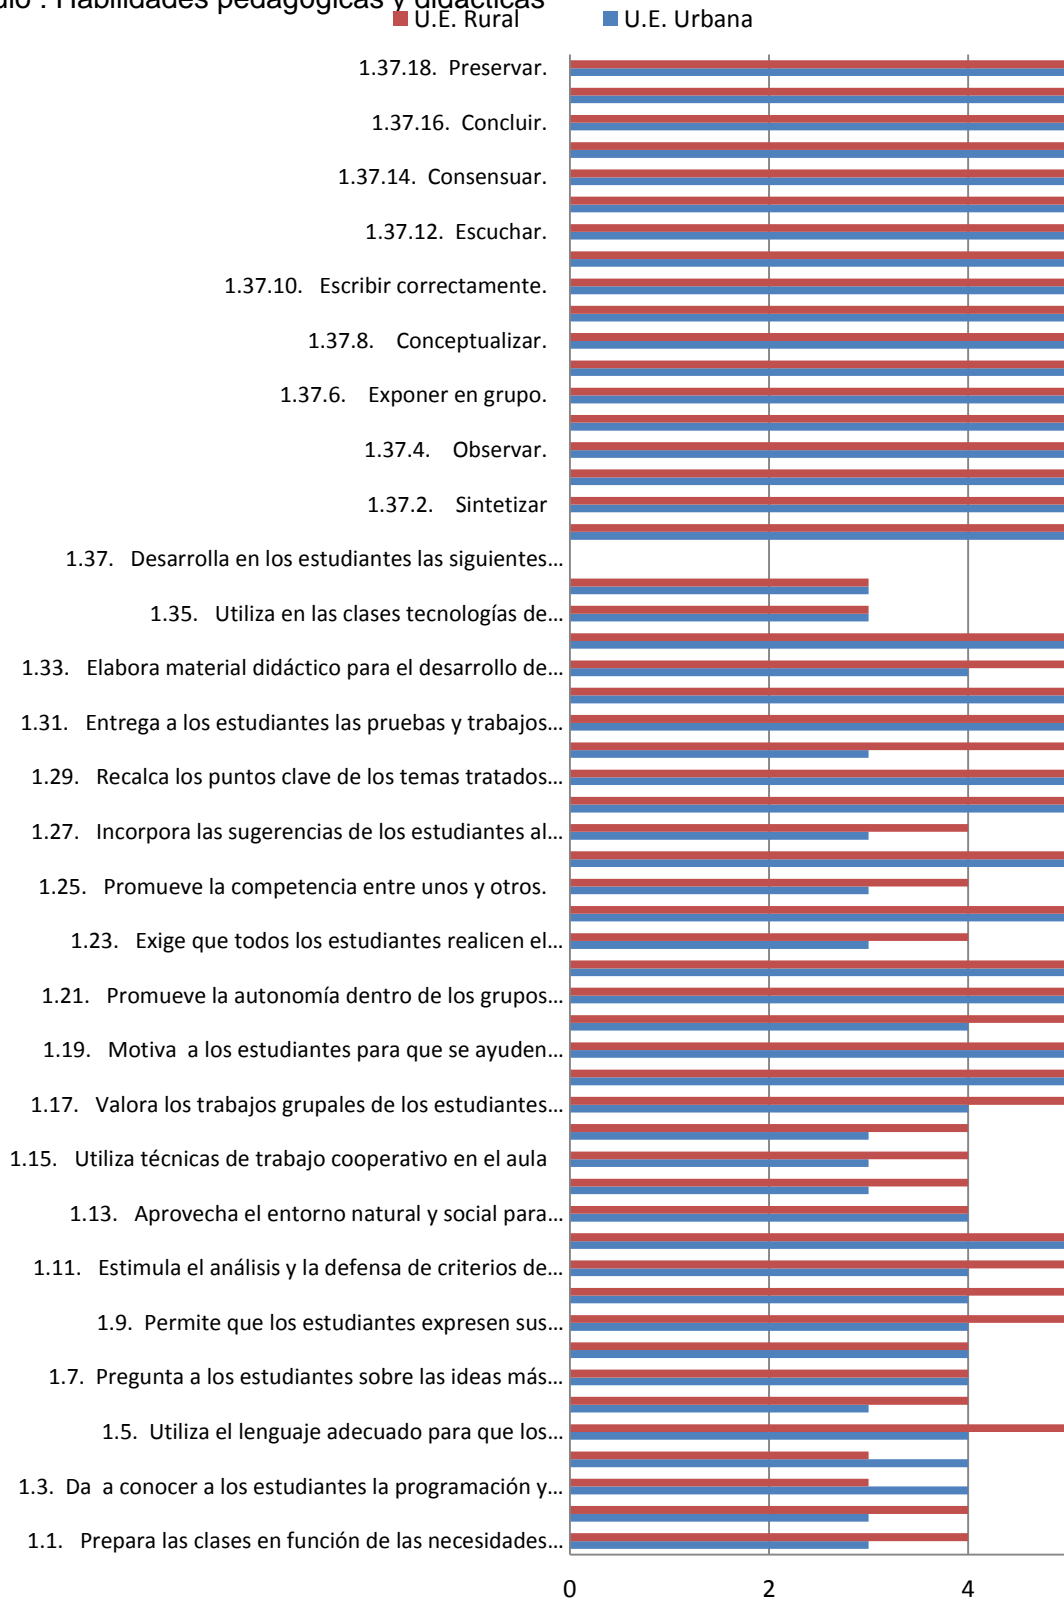 : Habilidades pedagógicas y didácticas
U.E. Rural U.E. Urbana
1.37.18. Preservar.
1.37.16. Concluir.
1.37.14. Consensuar.
1.37.12. Escuchar.
1.37.10. Escribir correctamente.
1.37.8. Conceptualizar.
1.37.6. Exponer en grupo.
1.37.4. Observar.
1.37.2. Sintetizar
1.37. Desarrolla en los estudiantes las siguientes...
1.35. Utiliza en las clases tecnologías de...
1.33. Elabora material didáctico para el desarrollo de...
1.31. Entrega a los estudiantes las pruebas y trabajos...
1.29. Recalca los puntos clave de los temas tratados...
1.27. Incorpora las sugerencias de los estudiantes al...
1.25. Promueve la competencia entre unos y otros.
1.23. Exige que todos los estudiantes realicen el...
1.21. Promueve la autonomía dentro de los grupos...
1.19. Motiva a los estudiantes para que se ayuden...
1.17. Valora los trabajos grupales de los estudiantes...
1.15. Utiliza técnicas de trabajo cooperativo en el aula
1.13. Aprovecha el entorno natural y social para...
1.11. Estimula el análisis y la defensa de criterios de...
1.9. Permite que los estudiantes expresen sus...
1.7. Pregunta a los estudiantes sobre las ideas más...
1.5. Utiliza el lenguaje adecuado para que los...
1.3. Da a conocer a los estudiantes la programación y...
1.1. Prepara las clases en función de las necesidades...
0 2 4